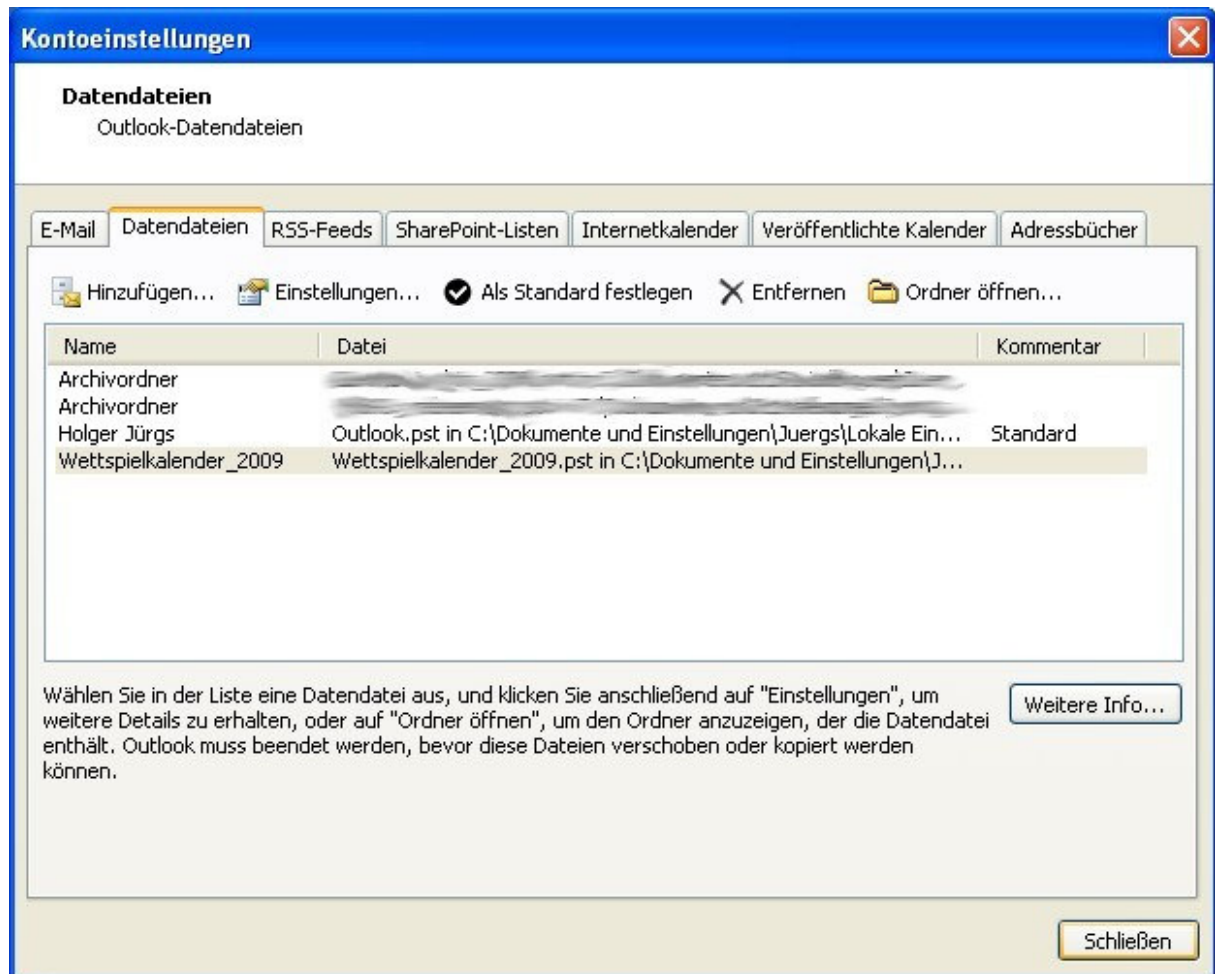 Kontoeinstellungen
Datendateien
Outlook-Datendateien
E-Mail Datendateien RSS-Feeds SharePoint-Listen Internetkalender Veröffentlichte Kalender Adressbücher
Hinzufügen... Einstellungen... Als Standard festlegen Entfernen Ordner öffnen...
Name Datei Kommentar
Archivordner
Archivordner
Holger Jürgs Outlook.pst in C:\Dokumente und Einstellungen\Juergs\Lokale Ein... Standard
Wettspielkalender_2009 Wettspielkalender_2009.pst in C:\Dokumente und Einstellungen\J...
Wählen Sie in der Liste eine Datendatei aus, und klicken Sie anschließend auf "Einstellungen", um
weitere Details zu erhalten, oder auf "Ordner öffnen", um den Ordner anzuzeigen, der die Datendatei
enthält. Outlook muss beendet werden, bevor diese Dateien verschoben oder kopiert werden
können.
Weitere Info...
Schließen